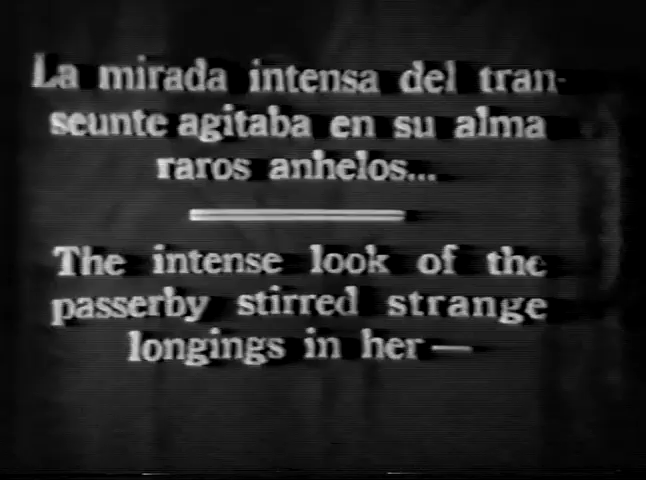 La mirada intensa del tran-
seunte agitaba en su alma
raros anhelos...
The intense look of the
passerby stirred strange
longings in her—